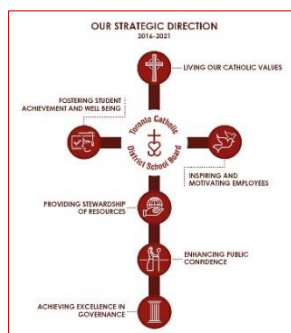 OUR STRATEGIC DIRECTION
2016-2021
LIVING OUR CATHOLIC VALUES
FOSTERING STUDENT
ACHIEVEMENT AND WELL BEING
Toronto Catholic
District School Board
INSPIRING AND
MOTIVATING EMPLOYEES
PROVIDING STEWARDSHIP
OF RESOURCES
ENHANCING PUBLIC
CONFIDENCE
ACHIEVING EXCELLENCE IN
GOVERNANCE